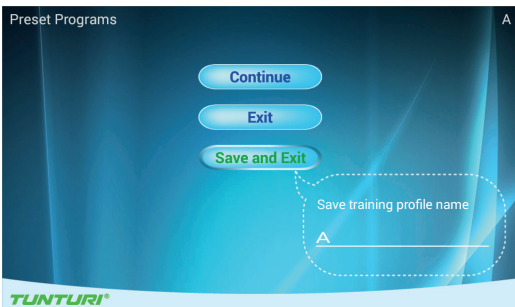 Preset Programs A
Continue
Exit
Save and Exit
Save training profile name
A
TUNTURI®